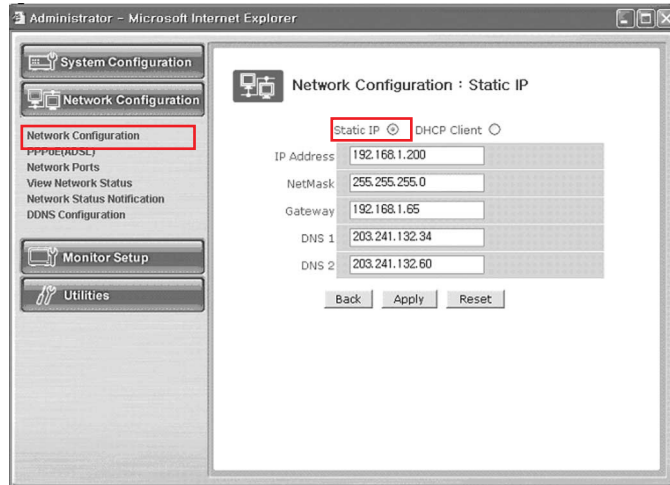 Administrator - Microsoft Internet Explorer
System Configuration
Network Configuration
Network Configuration
PPPoE(ADSL)
Network Ports
View Network Status
Network Status Notification
DDNS Configuration
Monitor Setup
Utilities
Network Configuration : Static IP
Static IP DHCP Client
IP Address 192.168.1.200
NetMask 255.255.255.0
Gateway 192.168.1.65
DNS 1 203.241.132.34
DNS 2 203.241.132.60
Back Apply Reset